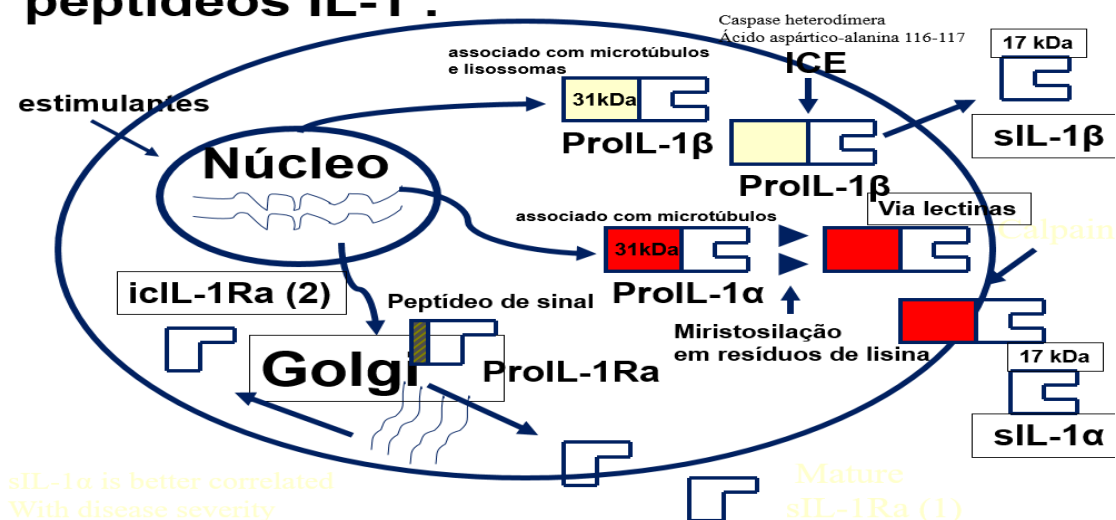 peptídeos IL-1 :
Caspase heterodímera
Ácido aspártico-alanina 116-117
ICE
17 kDa
associado com microtúbulos
e lisossomas
estimulantes
31kDa
ProIL-1β
sIL-1β
Núcleo
ProIL-1β
Via lectinas
associado com microtúbulos
Calpain
31kDa
icIL-1Ra (2)
ProIL-1α
Peptídeo de sinal
Miristosilação
em resíduos de lisina
17 kDa
Golgi
ProIL-1Ra
sIL-1α
sIL-1α is better correlated
With disease severity
Mature
sIL-1Ra (1)